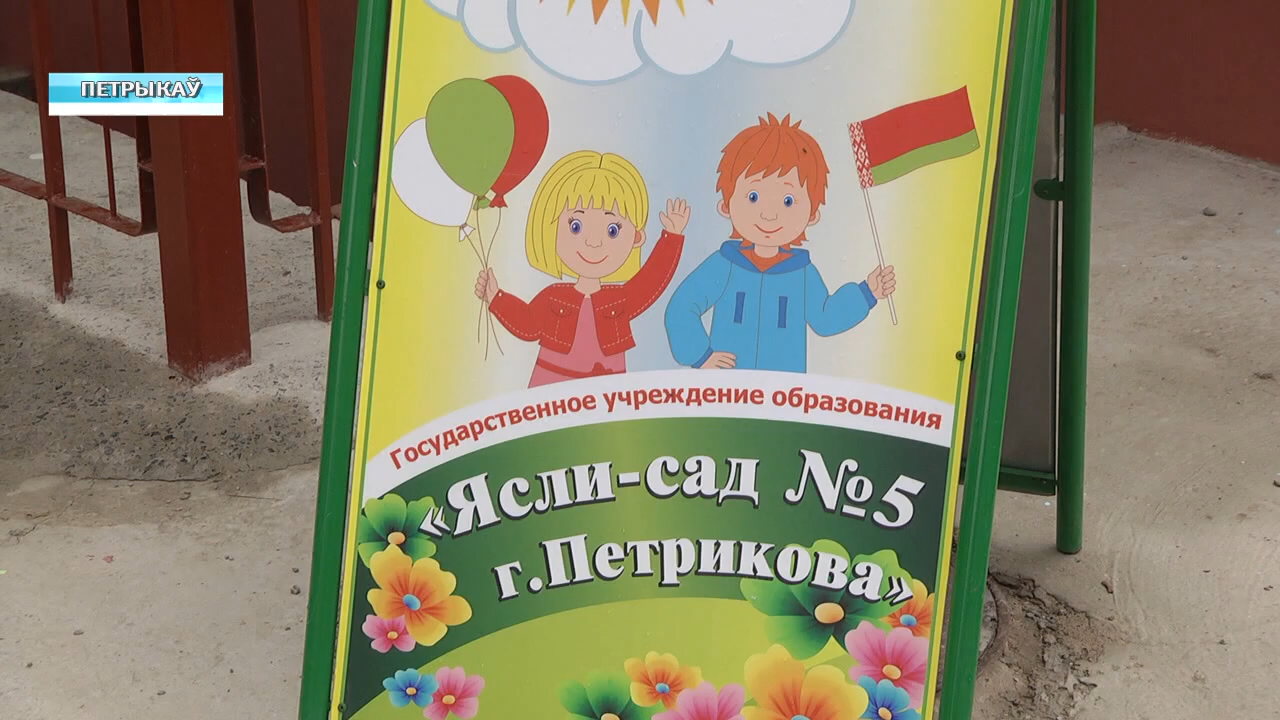 ПЕТРЫКАЎ
Государственное учреждение образования
«Ясли-сад №5
г.Петрикова»